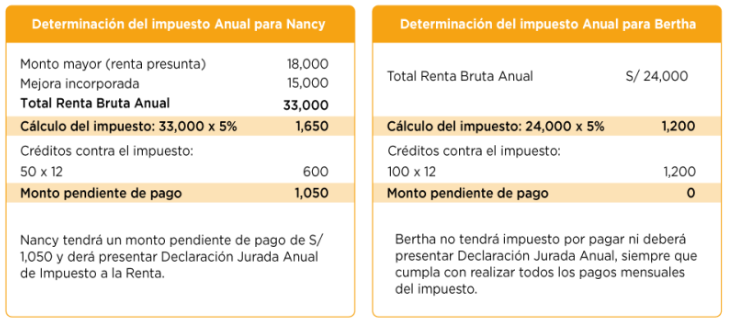 Determinación del impuesto Anual para Nancy
Monto mayor (renta presunta) 18,000
Mejora incorporada 15,000
Total Renta Bruta Anual 33,000
Cálculo del impuesto: 33,000 x 5% 1,650
Créditos contra el impuesto:
50 x 12 600
Monto pendiente de pago 1,050
Nancy tendrá un monto pendiente de pago de S/
1,050 y derá presentar Declaración Jurada Anual
de Impuesto a la Renta.
Determinación del impuesto Anual para Bertha
Total Renta Bruta Anual S/ 24,000
Cálculo del impuesto: 24,000 x 5% 1,200
Créditos contra el impuesto:
100 x 12 1,200
Monto pendiente de pago 0
Bertha no tendrá impuesto por pagar ni deberá
presentar Declaración Jurada Anual, siempre que
cumpla con realizar todos los pagos mensuales
del impuesto.